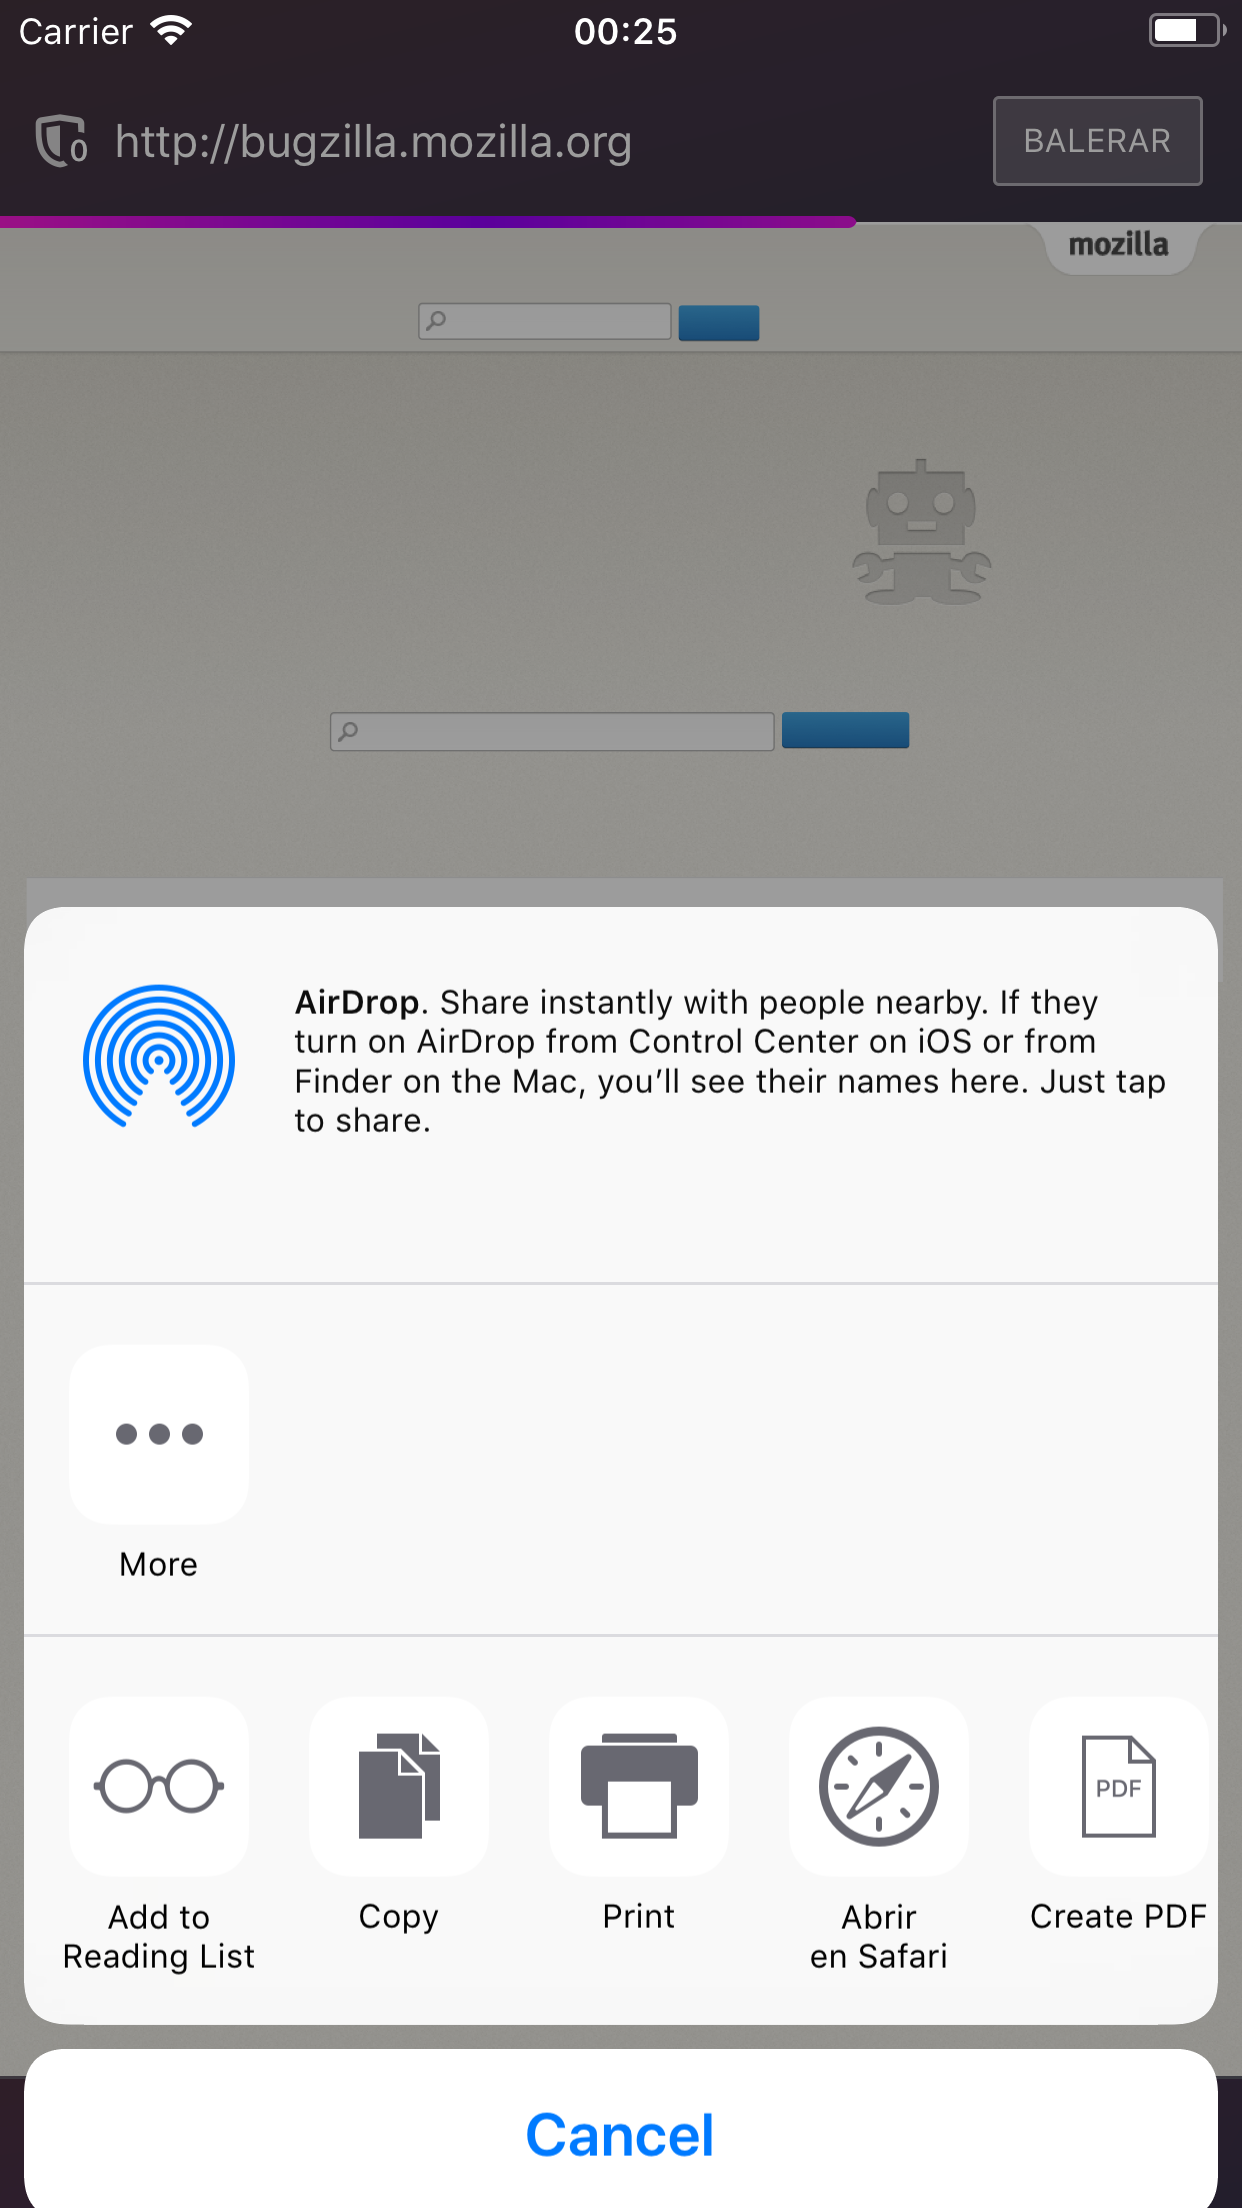 Carrier
00:25
0
http://bugzilla.mozilla.org
BALERAR
mozilla
AirDrop. Share instantly with people nearby. If they
turn on AirDrop from Control Center on iOS or from
Finder on the Mac, you’ll see their names here. Just tap
to share.
More
Add to
Reading List
Copy
Print
Abrir
en Safari
PDF
Create PDF
Cancel